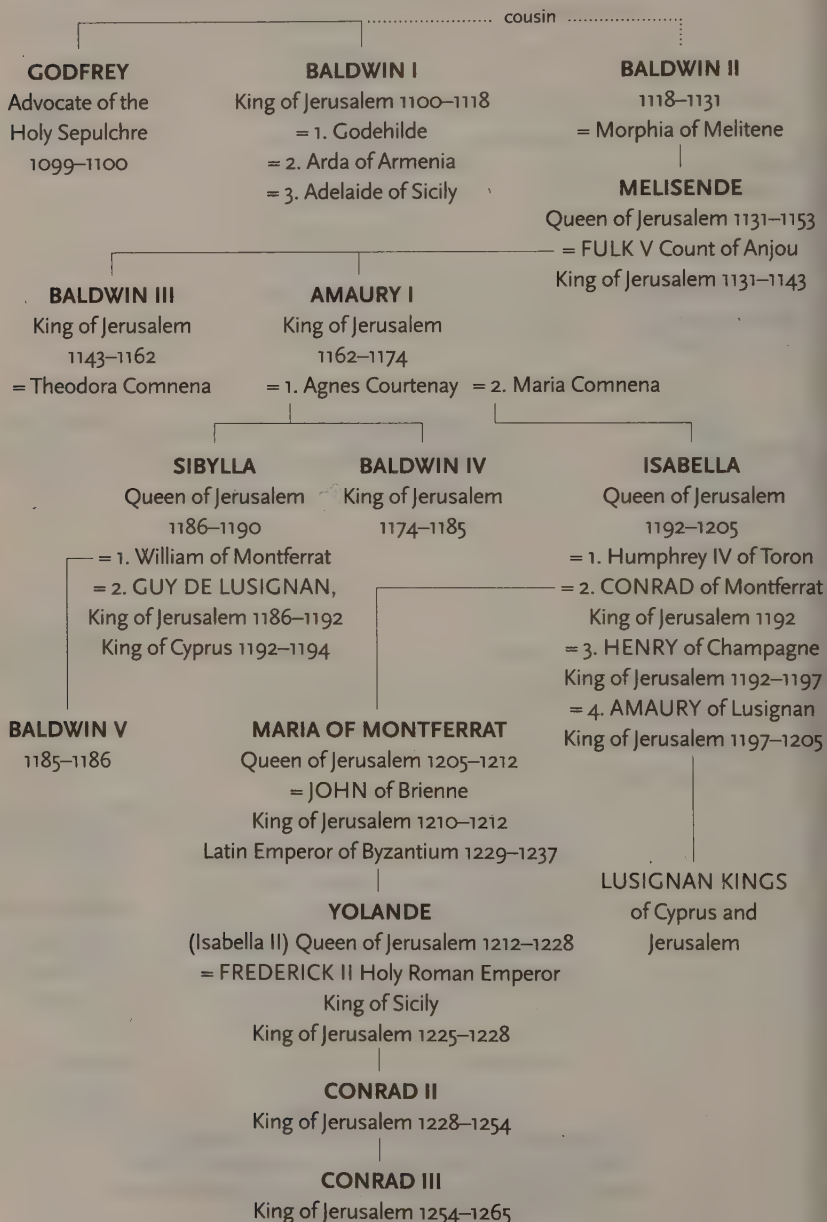 cousin
GODFREY
Advocate of the
Holy Sepulchre
1099–1100
BALDWIN I
King of Jerusalem 1100–1118
= 1. Godehilde
= 2. Arda of Armenia
= 3. Adelaide of Sicily
BALDWIN II
1118–1131
= Morphia of Melitene
MELISENDE
Queen of Jerusalem 1131–1153
= FULK V Count of Anjou
King of Jerusalem 1131–1143
BALDWIN III
King of Jerusalem
1143–1162
= Theodora Comnena
AMAURY I
King of Jerusalem
1162–1174
= 1. Agnes Courtenay = 2. Maria Comnena
SIBYLLA
Queen of Jerusalem
1186–1190
= 1. William of Montferrat
= 2. GUY DE LUSIGNAN,
King of Jerusalem 1186–1192
King of Cyprus 1192–1194
BALDWIN IV
King of Jerusalem
1174–1185
ISABELLA
Queen of Jerusalem
1192–1205
= 1. Humphrey IV of Toron
= 2. CONRAD of Montferrat
King of Jerusalem 1192
= 3. HENRY of Champagne
King of Jerusalem 1192–1197
= 4. AMAURY of Lusignan
King of Jerusalem 1197–1205
BALDWIN V
1185–1186
MARIA OF MONTFERRAT
Queen of Jerusalem 1205–1212
= JOHN of Brienne
King of Jerusalem 1210–1212
Latin Emperor of Byzantium 1229–1237
LUSIGNAN KINGS
of Cyprus and
Jerusalem
YOLANDE
(Isabella II) Queen of Jerusalem 1212–1228
= FREDERICK II Holy Roman Emperor
King of Sicily
King of Jerusalem 1225–1228
CONRAD II
King of Jerusalem 1228–1254
CONRAD III
King of Jerusalem 1254–1265